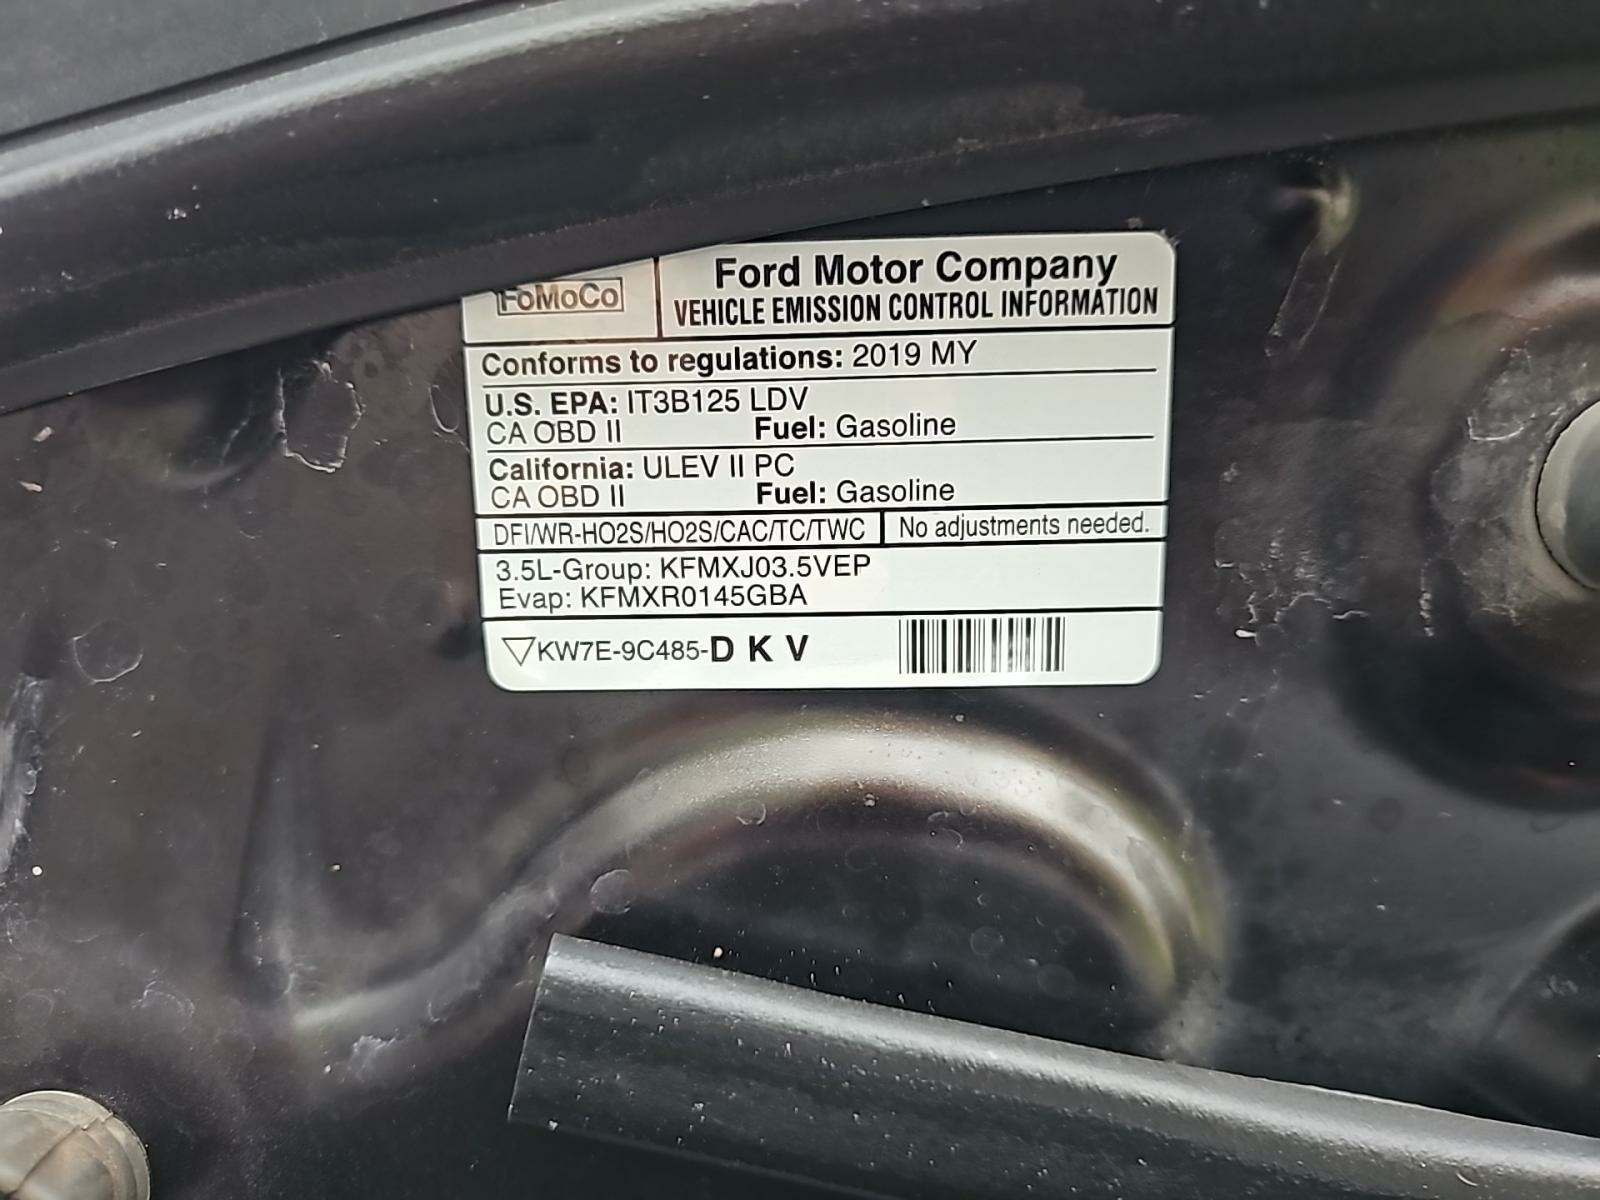 FoMoCo
Ford Motor Company
VEHICLE EMISSION CONTROL INFORMATION
Conforms to regulations: 2019 MY
U.S. EPA: IT3B125 LDV
CA OBD II Fuel: Gasoline
California: ULEV II PC
CA OBD II Fuel: Gasoline
DFI/WR-HO2S/HO2S/CAC/TC/TWC No adjustments needed.
3.5L-Group: KFMXJ03.5VEP
Evap: KFMXR0145GBA
KW7E-9C485-D K V